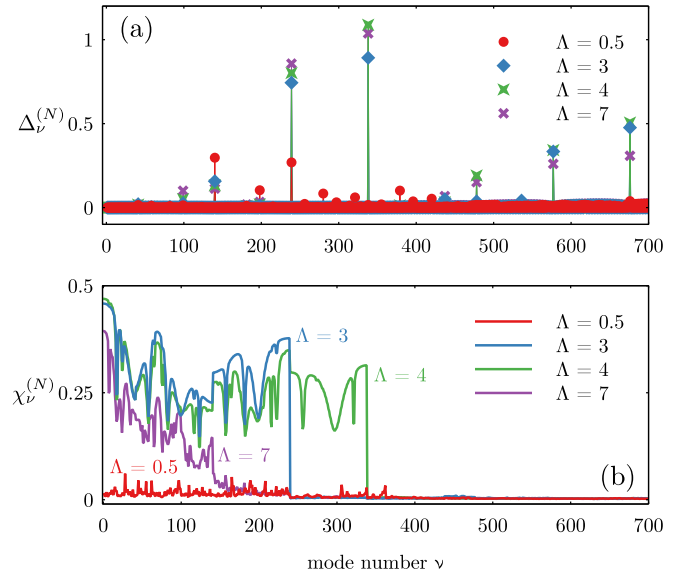 (a)
Δν(N)
1
0.5
0
Λ = 0.5
Λ = 3
Λ = 4
Λ = 7
0 100 200 300 400 500 600 700
(b)
χν(N)
0.5
0.25
0
Λ = 0.5
Λ = 3
Λ = 4
Λ = 7
Λ = 3
Λ = 4
Λ = 7
Λ = 0.5
0 100 200 300 400 500 600 700
mode number ν